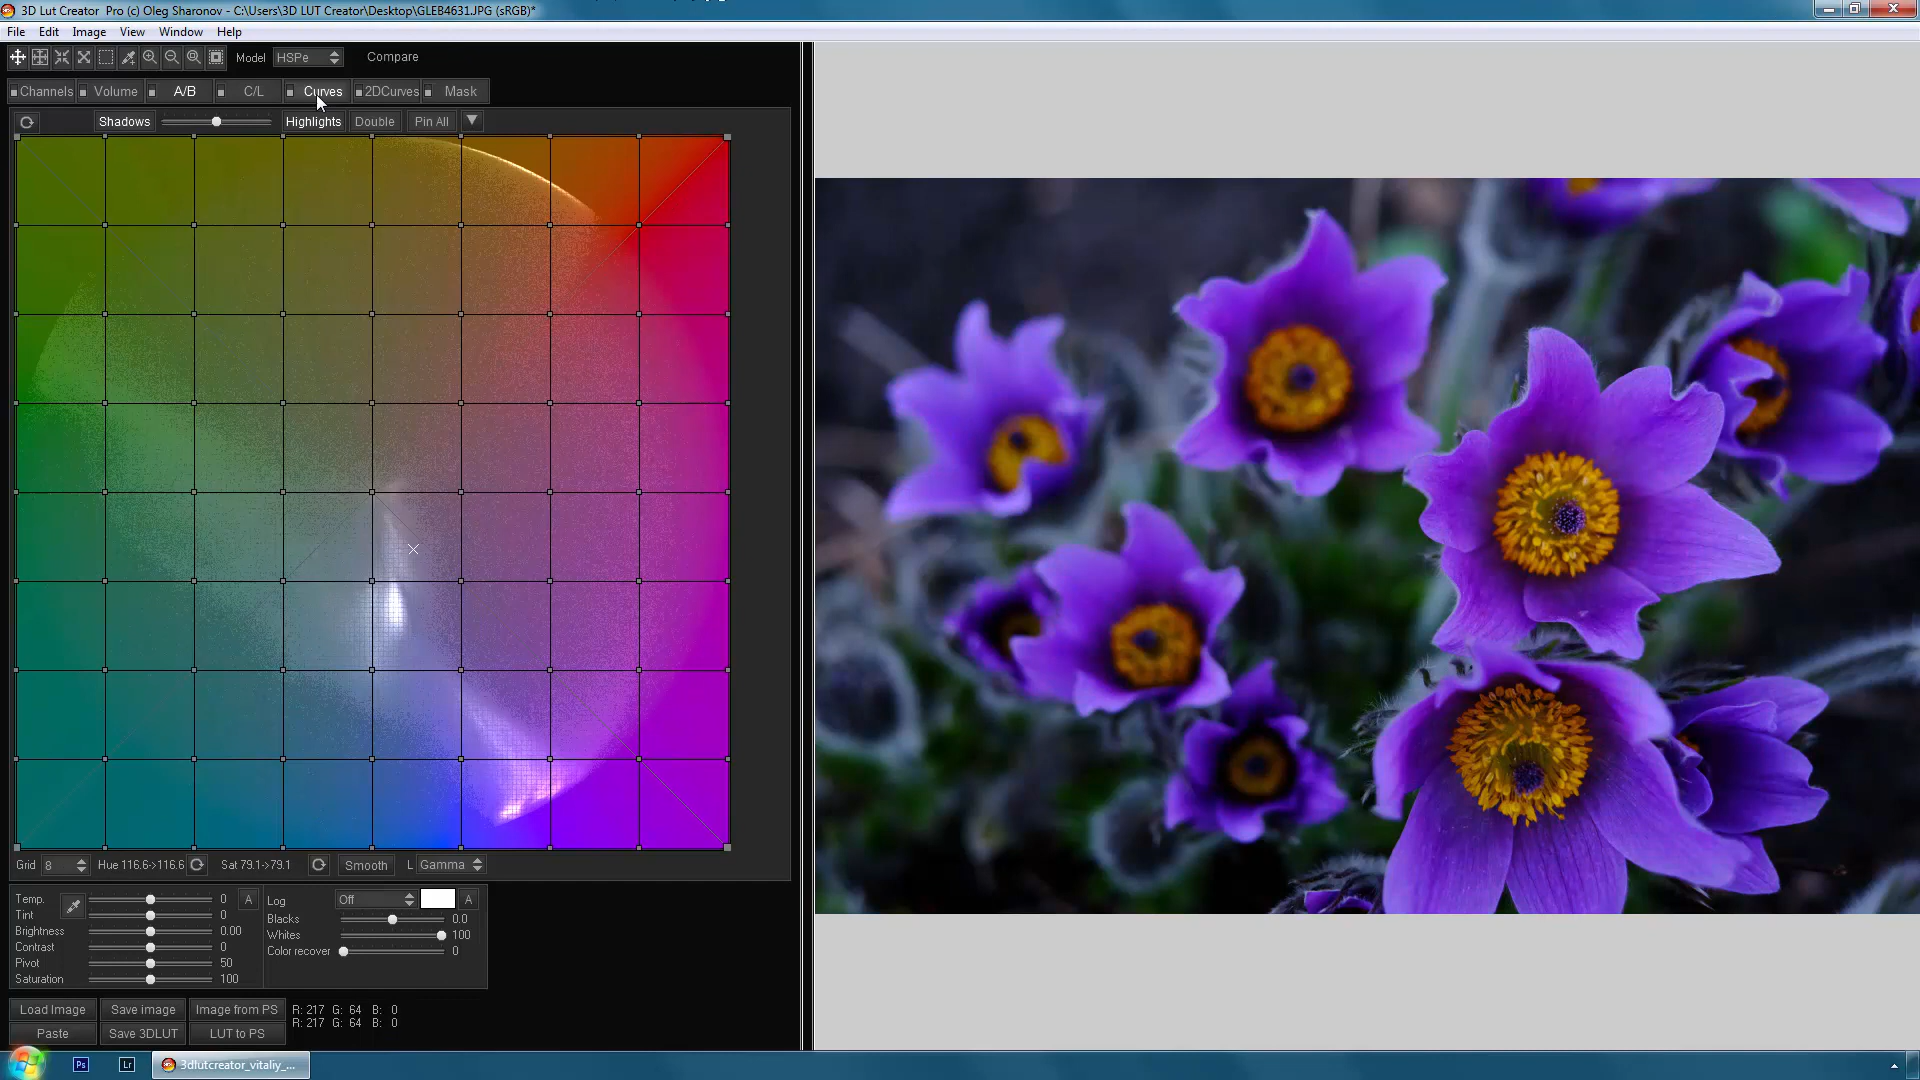 3D Lut Creator Pro (c) Oleg Sharonov - C:\Users\3D LUT Creator\Desktop\GLEB4631.JPG (sRGB)*
File Edit Image View Window Help
Model HSPe Compare
Channels Volume A/B C/L Curves 2DCurves Mask
Shadows Highlights Double Pin All
Grid 8 Hue 116.6->116.6 Sat 79.1->79.1 Smooth L Gamma
Temp. 0 A
Tint 0
Brightness 0.00
Contrast 0
Pivot 50
Saturation 100
Log Off A
Blacks 0.0
Whites 100
Color recover 0
Load Image Save image Image from PS R: 217 G: 64 B: 0
R: 217 G: 64 B: 0
Paste Save 3DLUT LUT to PS
Ps Lr 3dlutcreator_vitaliy_...